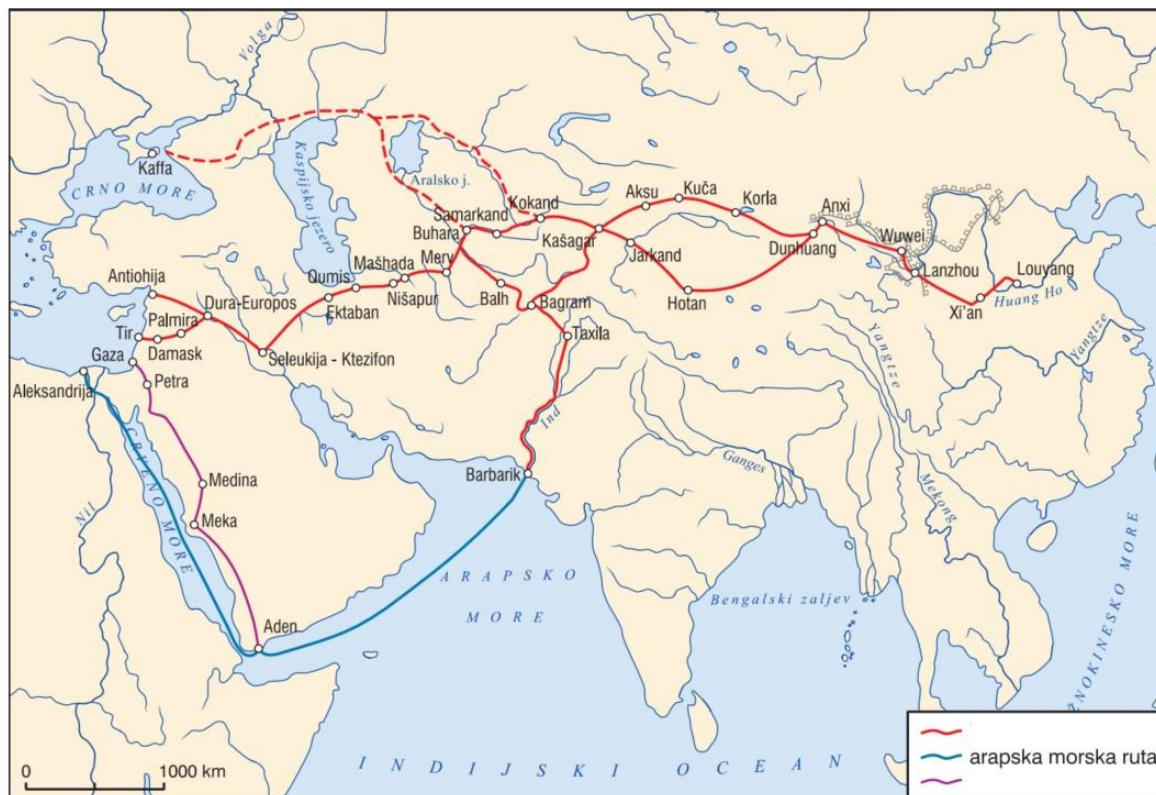 Volga
Kaffa
CRNO MORE
Kaspijsko jezero
Aralsko j.
Samarkand
Kokand
Buhara
Kašagar
Aksu
Kuča
Korla
Anxi
Dunhuang
Wuwei
Lanzhou
Louyang
Huang Ho
Xi'an
Jarkand
Hotan
Merv
Mašhada
Qumis
Nišapur
Ektaban
Balh
Bagram
Taxila
Antiohija
Dura-Europos
Palmira
Tir
Damask
Seleukija - Ktezifon
Gaza
Petra
Aleksandrija
CRVENO MORE
Nil
Medina
Meka
Aden
Barbarik
Ind
Ganges
Yangtze
Yangtze
Mekong
ARAPSKO
MORE
Bengalski zaljev
ŽNOKINESKO MORE
INDIJSKI OCEAN
0 1000 km
arapska morska ruta